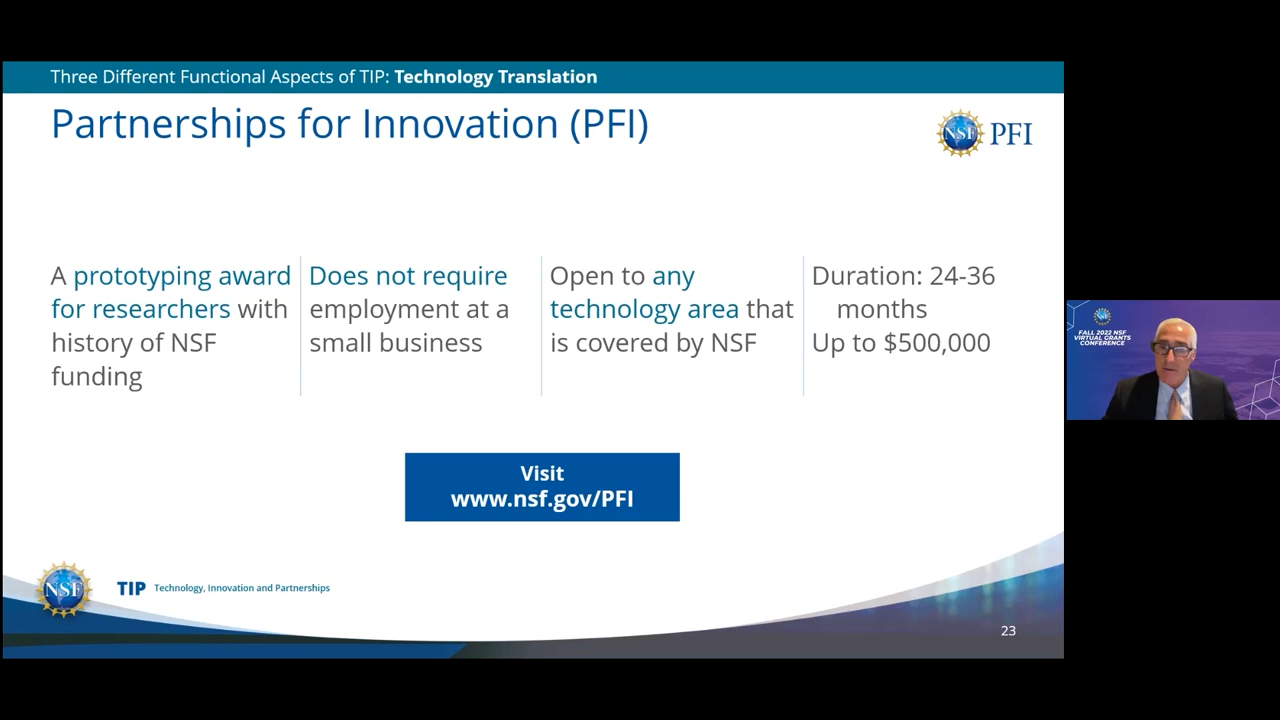 Three Different Functional Aspects of TIP: Technology Translation
Partnerships for Innovation (PFI)
NSF PFI
A prototyping award
for researchers with
history of NSF
funding
Does not require
employment at a
small business
Open to any
technology area that
is covered by NSF
Duration: 24-36
months
Up to $500,000
Visit
www.nsf.gov/PFI
NSF
TIP Technology, Innovation and Partnerships
23
FALL 2022 NSF
VIRTUAL GRANTS
CONFERENCE